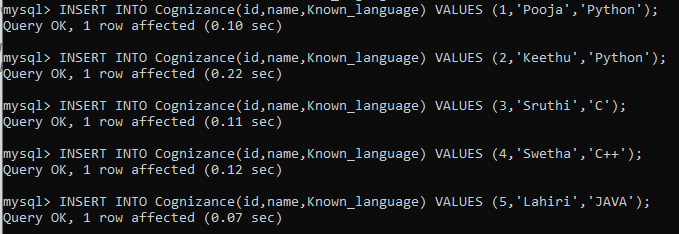 mysql> INSERT INTO Cognizance(id,name,Known_language) VALUES (1,'Pooja','Python');
Query OK, 1 row affected (0.10 sec)
mysql> INSERT INTO Cognizance(id,name,Known_language) VALUES (2,'Keethu','Python');
Query OK, 1 row affected (0.22 sec)
mysql> INSERT INTO Cognizance(id,name,Known_language) VALUES (3,'Sruthi','C');
Query OK, 1 row affected (0.11 sec)
mysql> INSERT INTO Cognizance(id,name,Known_language) VALUES (4,'Swetha','C++');
Query OK, 1 row affected (0.12 sec)
mysql> INSERT INTO Cognizance(id,name,Known_language) VALUES (5,'Lahiri','JAVA');
Query OK, 1 row affected (0.07 sec)